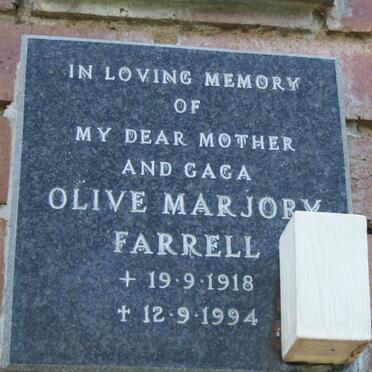 IN LOVING MEMORY
OF
MY DEAR MOTHER
AND GAGA
OLIVE MARJORY
FARRELL
+ 19·9·1918
✝ 12·9·1994